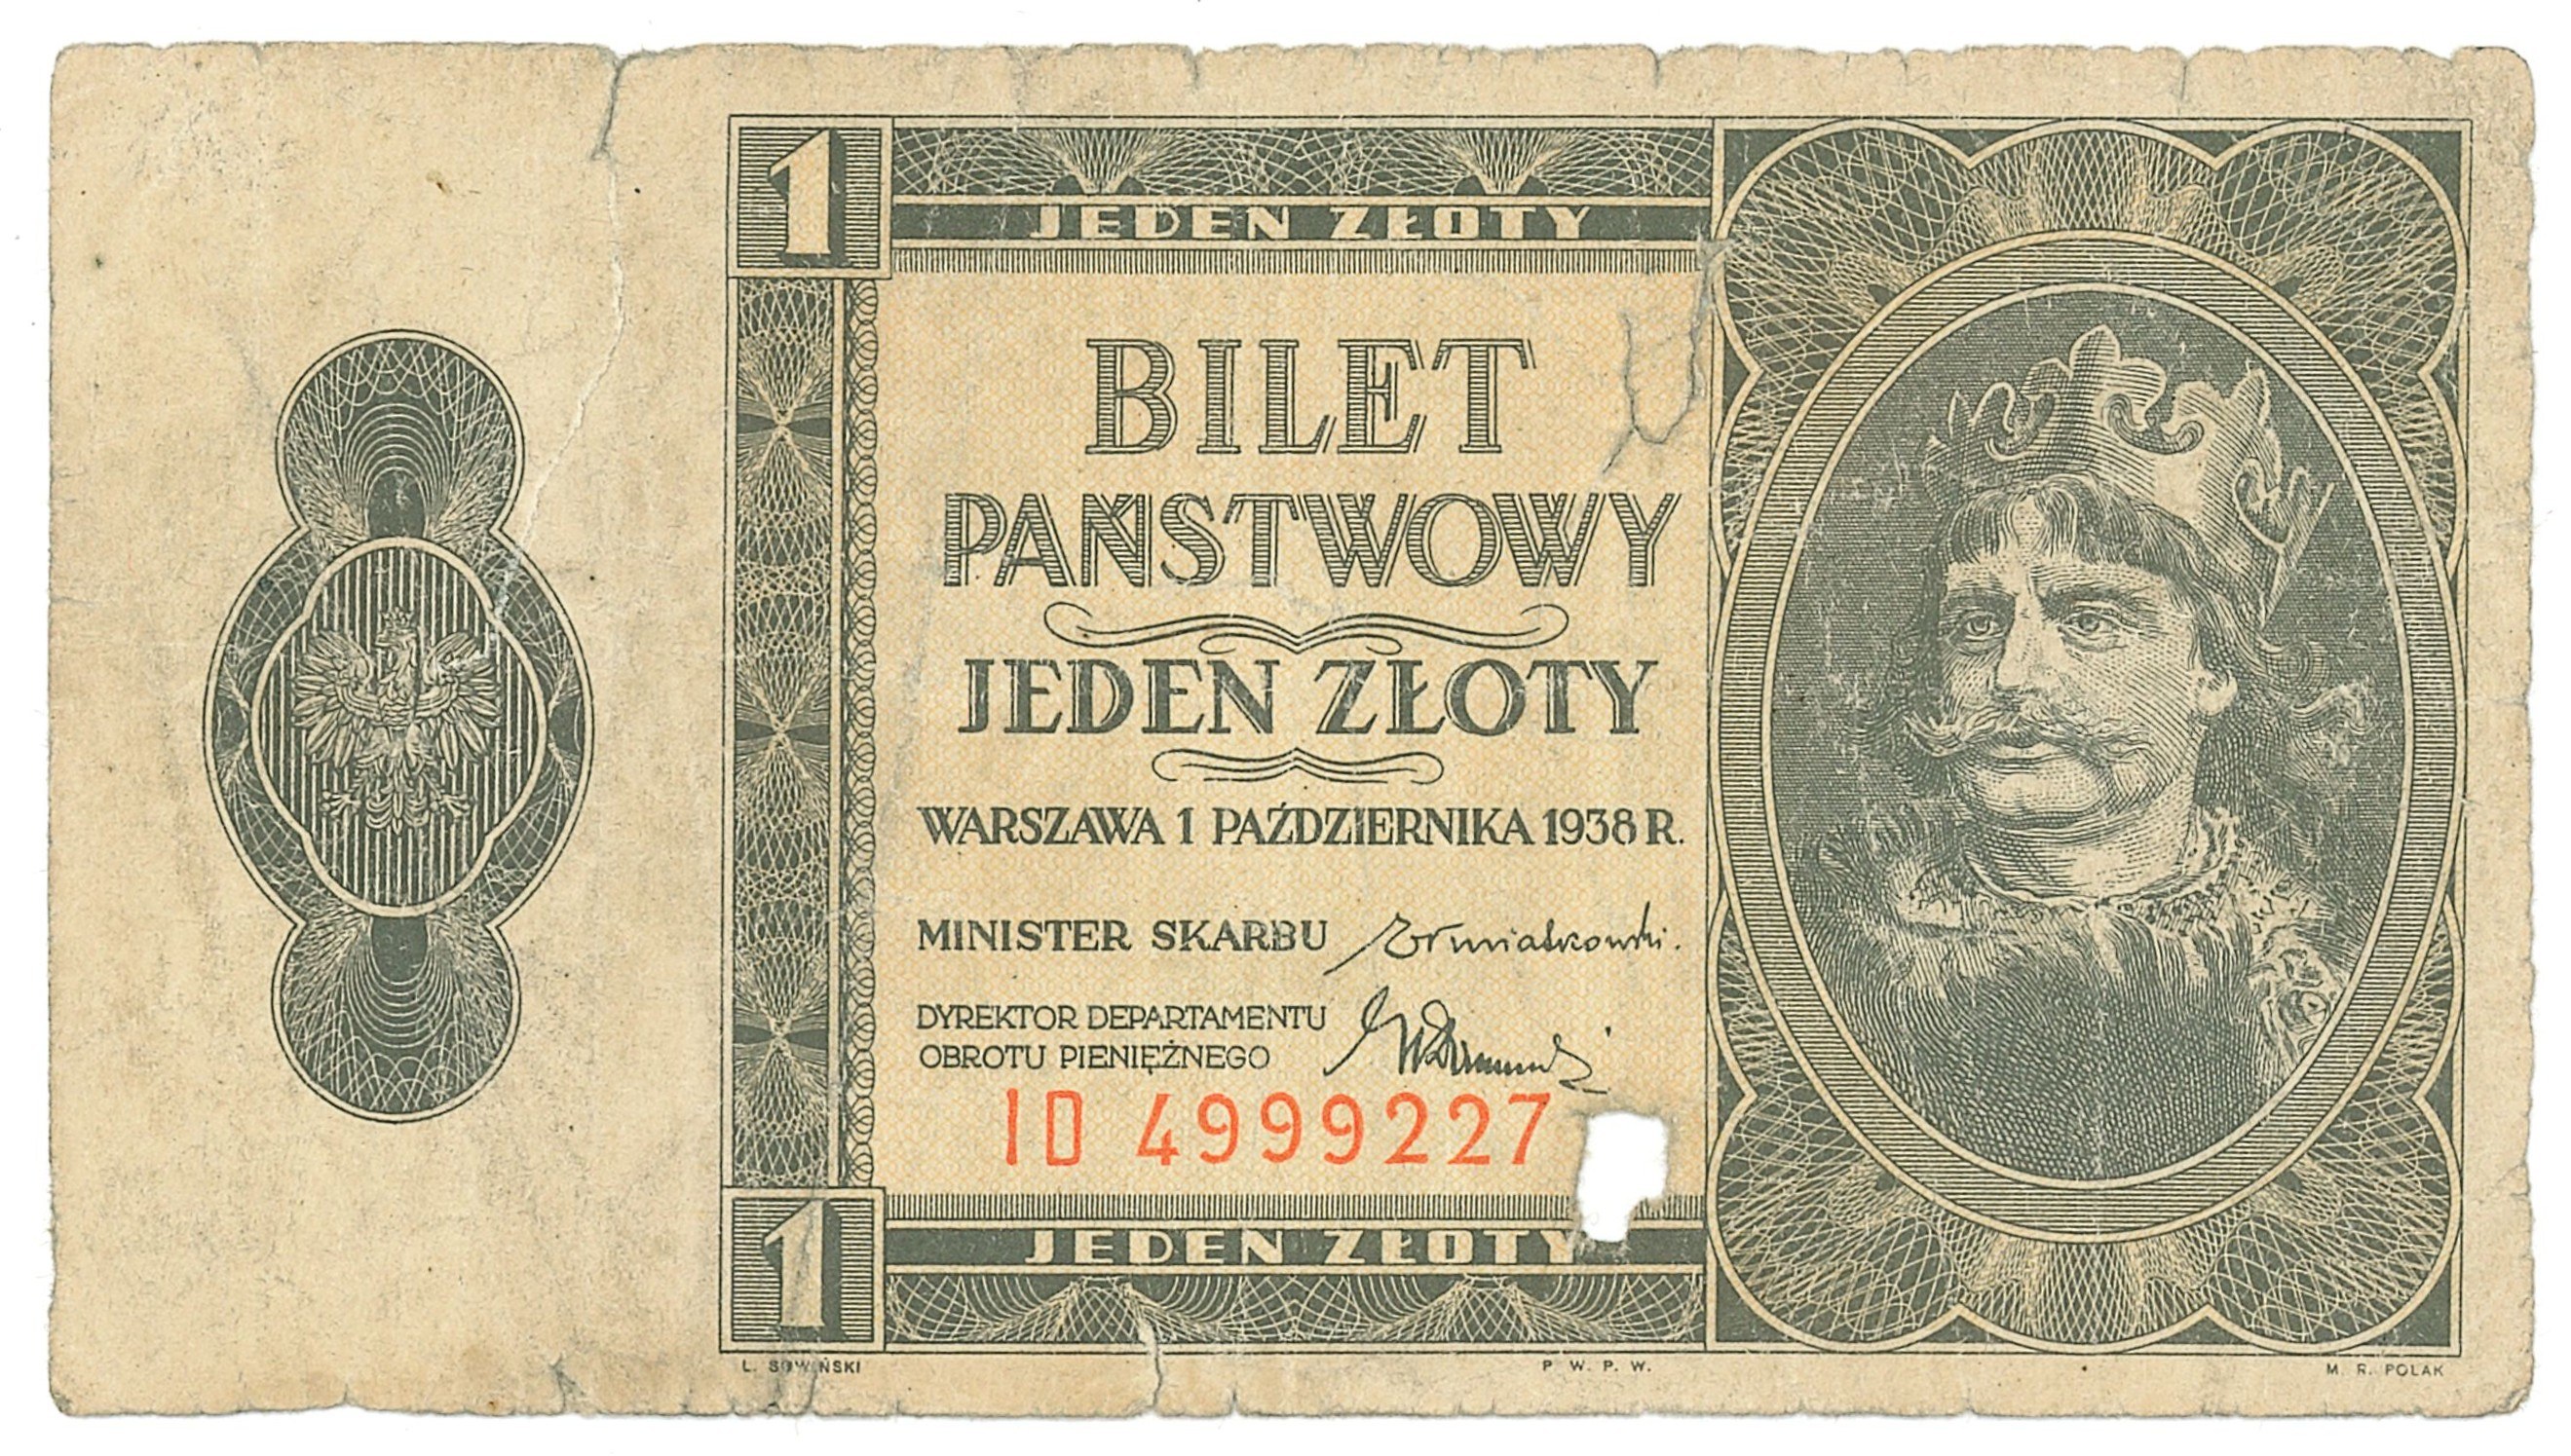 1
JEDEN ZŁOTY
BILET
PAŃSTWOWY
JEDEN ZŁOTY
WARSZAWA 1 PAŹDZIERNIKA 1938 R.
MINISTER SKARBU
DYREKTOR DEPARTAMENTU
OBROTU PIENIĘŻNEGO
ID 4999227
1
JEDEN ZŁOTY
L. SOWIŃSKI
P. W. P. W.
M. R. POLAK